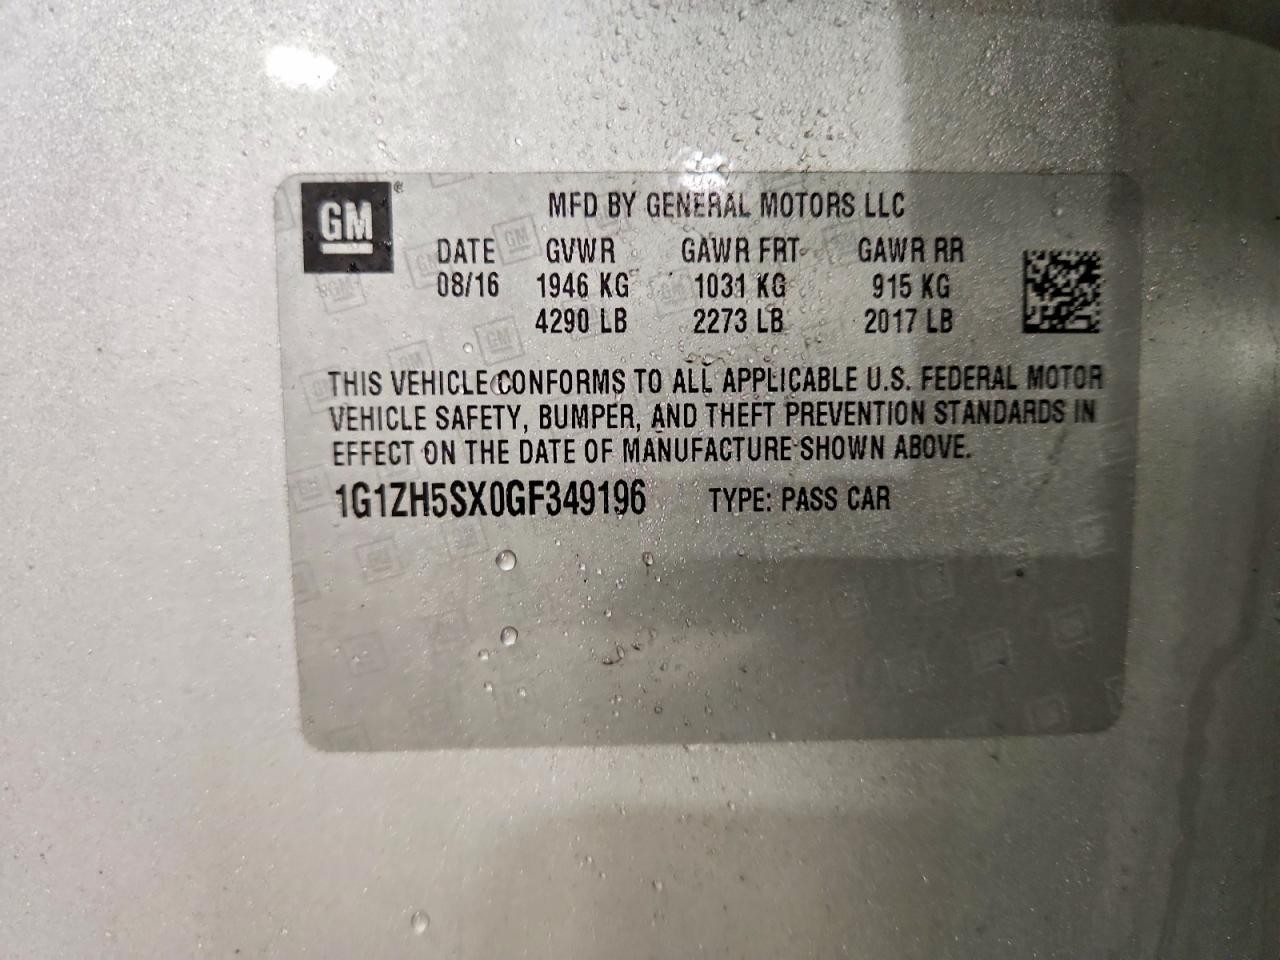 GM
MFD BY GENERAL MOTORS LLC
DATE GVWR GAWR FRT GAWR RR
08/16 1946 KG 1031 KG 915 KG
4290 LB 2273 LB 2017 LB
THIS VEHICLE CONFORMS TO ALL APPLICABLE U.S. FEDERAL MOTOR
VEHICLE SAFETY, BUMPER, AND THEFT PREVENTION STANDARDS IN
EFFECT ON THE DATE OF MANUFACTURE SHOWN ABOVE.
1G1ZH5SX0GF349196 TYPE: PASS CAR